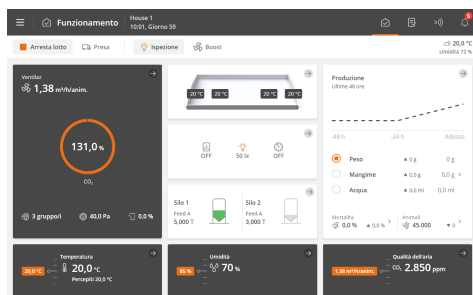 Funzionamento
House 1
10:01, Giorno 59
5
Arresta lotto
Presa
Ispezione
Boost
20,0 °C
Umidità 72 %
Ventilaz
1,38 m³/h/anim.
131,0 %
CO₂
3 gruppo/i
40,0 Pa
0,0 %
20 °C
20 °C
20 °C
20 °C
OFF
50 lx
OFF
Silo 1
Feed A
5,000 T
Silo 2
Feed A
3,000 T
Produzione
Ultime 48 ore
-48 h
-24 h
Adesso
Peso
▲ 0 g
0 g
Mangime
▲ 0,0 g
0,0 g
Acqua
▲ 0,0 ml
0,0 ml
Mortalità
0,0 %
▲ 0,0 %
Animali
45.000
▼ 0
20,0 °C
Temperatura
20,0 °C
Percepiti 20,0 °C
85 %
Umidità
70 %
1,38 m³/h/anim.
Qualità dell'aria
CO₂ 2.850 ppm